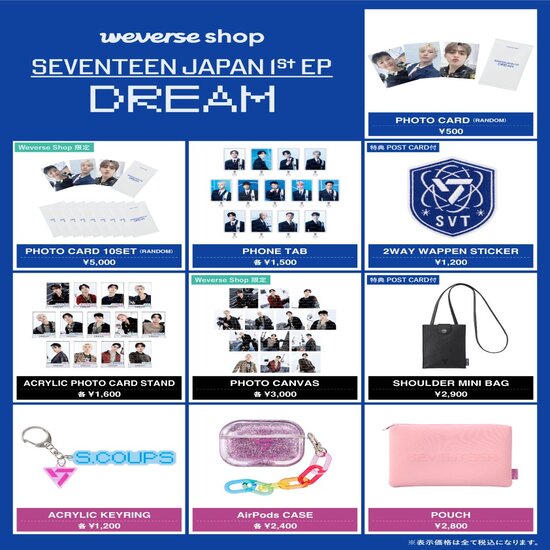 weverse shop
SEVENTEEN JAPAN 1St EP
DREAM
PHOTO CARD (RANDOM)
¥500
Weverse Shop 限定
PHOTO CARD 10SET (RANDOM)
¥5,000
PHONE TAB
各 ¥1,500
特典 POST CARD付
SVT
2WAY WAPPEN STICKER
¥1,200
ACRYLIC PHOTO CARD STAND
各 ¥1,600
Weverse Shop 限定
PHOTO CANVAS
各 ¥3,000
特典 POST CARD付
SHOULDER MINI BAG
¥2,900
S.COUPS
ACRYLIC KEYRING
各 ¥1,200
AirPods CASE
各 ¥2,400
SEVENTEEN
POUCH
¥2,800
※表示価格は全て税込になります。